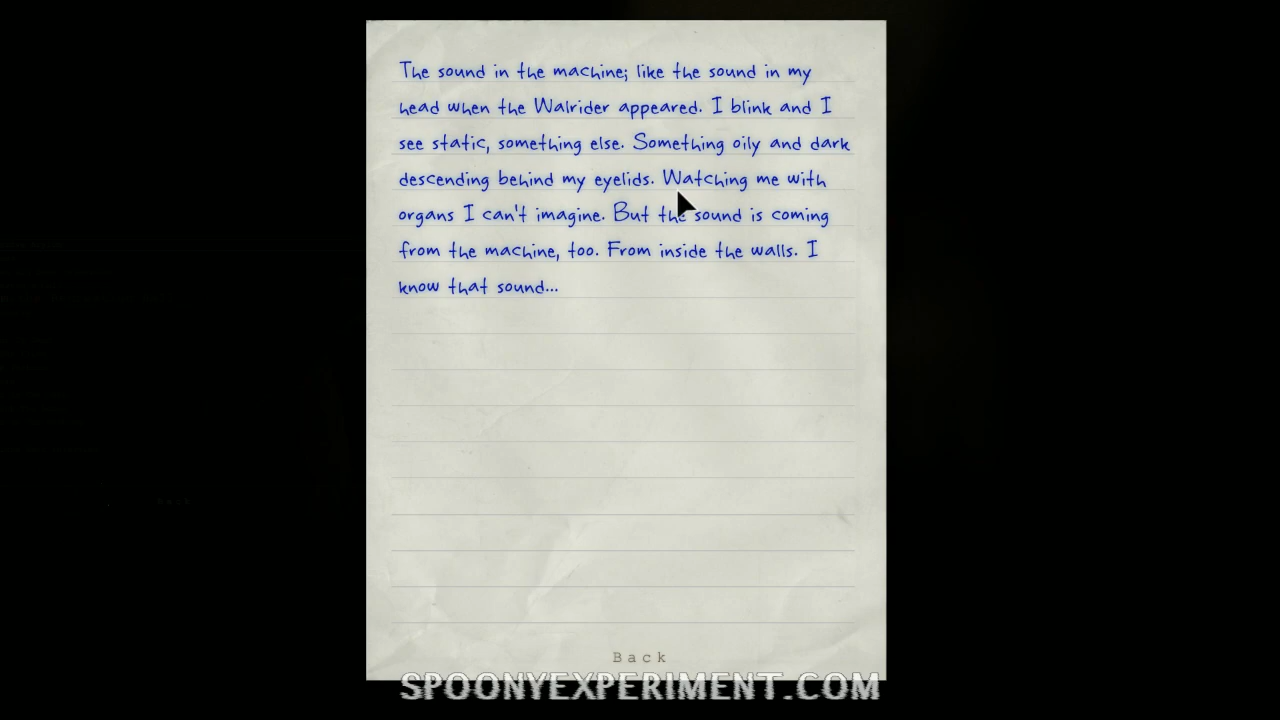 The sound in the machine; like the sound in my
head when the Walrider appeared. I blink and I
see static, something else. Something oily and dark
descending behind my eyelids. Watching me with
organs I can't imagine. But the sound is coming
from the machine, too. From inside the walls. I
know that sound...
Back
SPOONYEXPERIMENT.COM